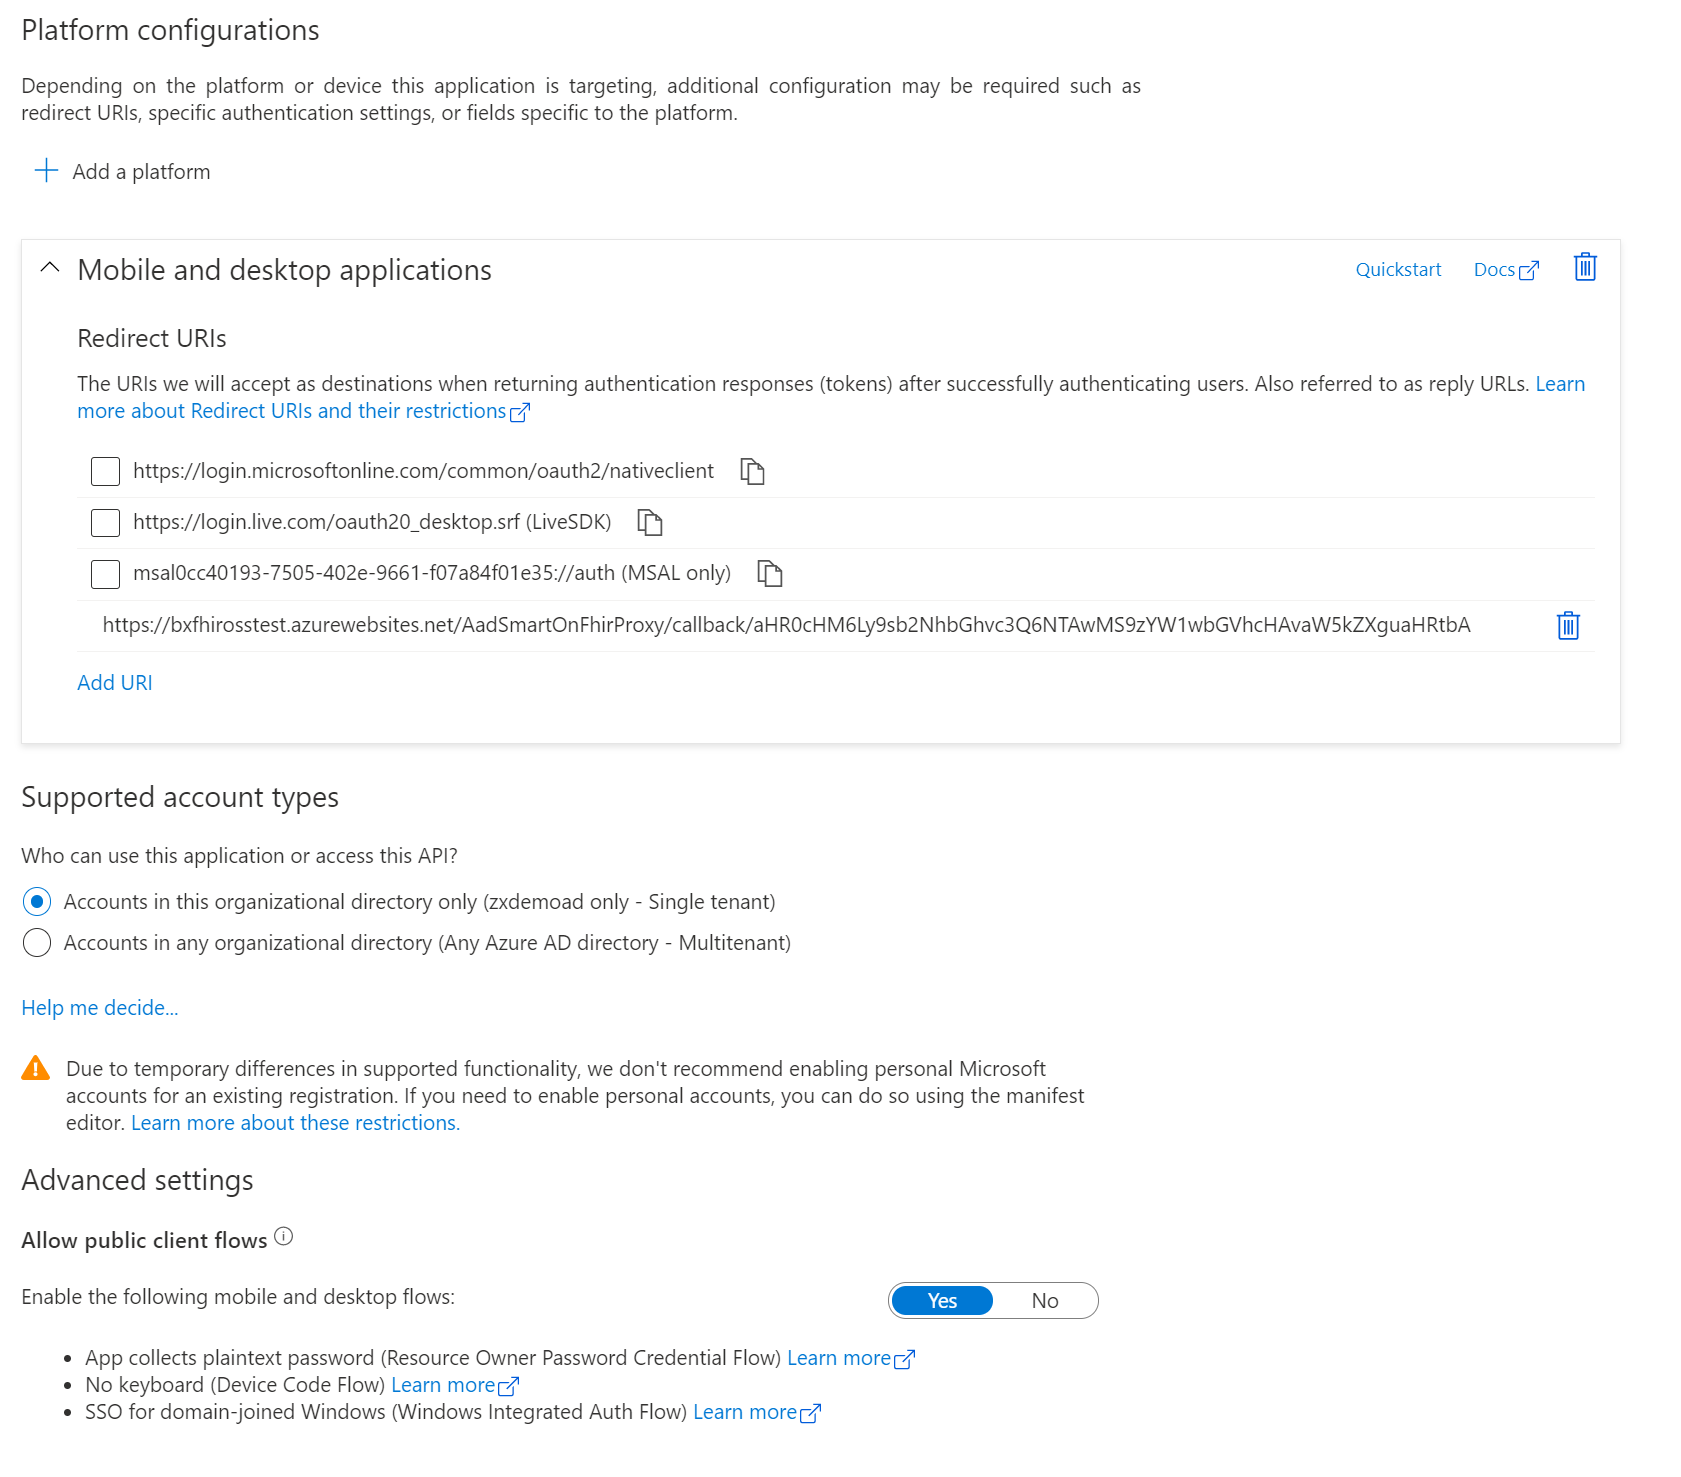 Platform configurations
Depending on the platform or device this application is targeting, additional configuration may be required such as
redirect URIs, specific authentication settings, or fields specific to the platform.
Add a platform
Mobile and desktop applications
Quickstart
Docs
Redirect URIs
The URIs we will accept as destinations when returning authentication responses (tokens) after successfully authenticating users. Also referred to as reply URLs. Learn
more about Redirect URIs and their restrictions
https://login.microsoftonline.com/common/oauth2/nativeclient
https://login.live.com/oauth20_desktop.srf (LiveSDK)
msal0cc40193-7505-402e-9661-f07a84f01e35://auth (MSAL only)
https://bxfhirosstest.azurewebsites.net/AadSmartOnFhirProxy/callback/aHR0cHM6Ly9sb2NhbGhvc3Q6NTAwMS9zYW1wbGVhcHAvaW5kZXguaHRtbA
Add URI
Supported account types
Who can use this application or access this API?
Accounts in this organizational directory only (zxdemoad only - Single tenant)
Accounts in any organizational directory (Any Azure AD directory - Multitenant)
Help me decide...
Due to temporary differences in supported functionality, we don't recommend enabling personal Microsoft
accounts for an existing registration. If you need to enable personal accounts, you can do so using the manifest
editor. Learn more about these restrictions.
Advanced settings
Allow public client flows
Enable the following mobile and desktop flows:
Yes
No
• App collects plaintext password (Resource Owner Password Credential Flow) Learn more
• No keyboard (Device Code Flow) Learn more
• SSO for domain-joined Windows (Windows Integrated Auth Flow) Learn more